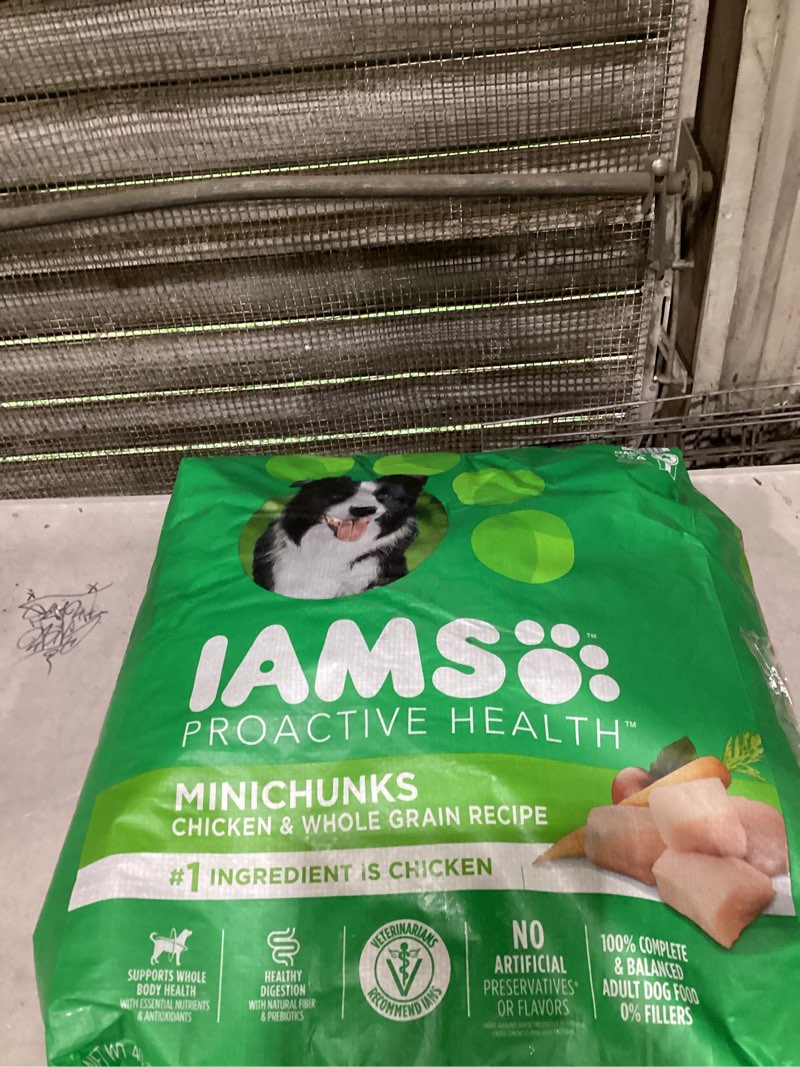 IAMS™
PROACTIVE HEALTH™
MINICHUNKS
CHICKEN & WHOLE GRAIN RECIPE
#1 INGREDIENT IS CHICKEN
SUPPORTS WHOLE
BODY HEALTH
WITH ESSENTIAL NUTRIENTS
& ANTIOXIDANTS
HEALTHY
DIGESTION
WITH NATURAL FIBER
& PREBIOTICS
VETERINARIANS
RECOMMEND IAMS
NO
ARTIFICIAL
PRESERVATIVES*
OR FLAVORS
100% COMPLETE
& BALANCED
ADULT DOG FOOD
0% FILLERS
NET WT